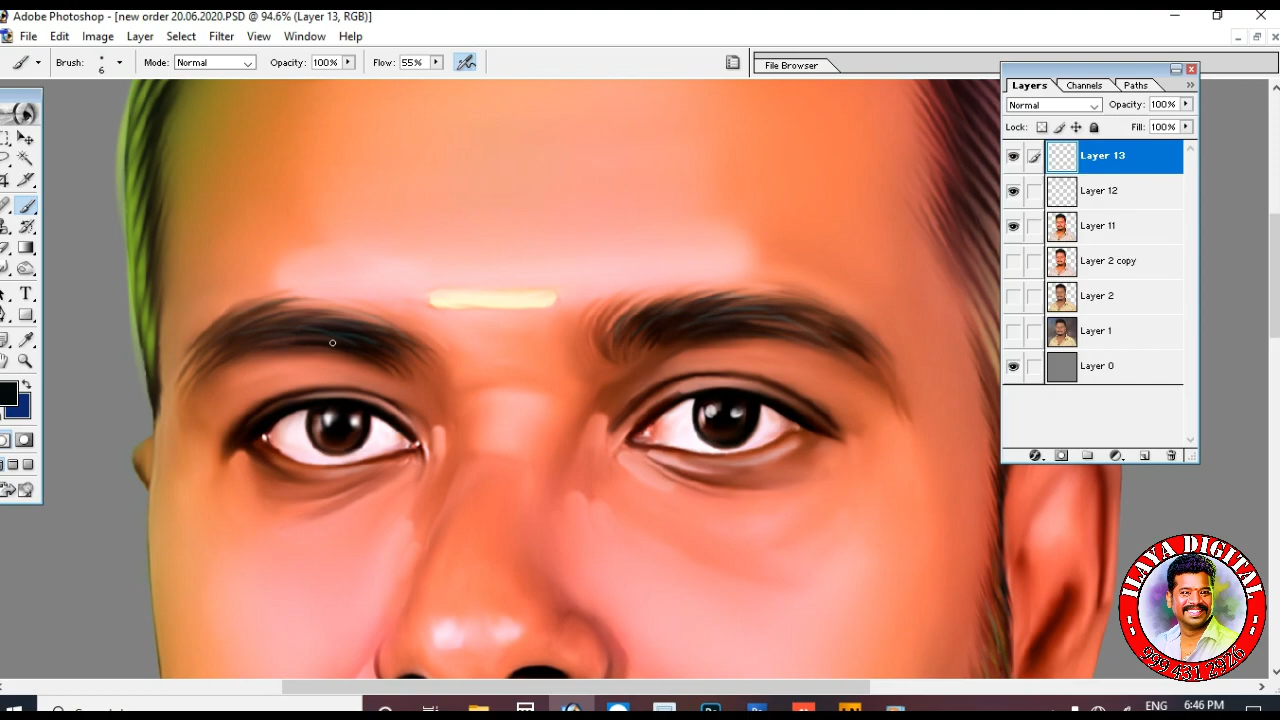 Adobe Photoshop - [new order 20.06.2020.PSD @ 94.6% (Layer 13, RGB)]
File Edit Image Layer Select Filter View Window Help
Brush: 6 Mode: Normal Opacity: 100% Flow: 55% File Browser
Layers Channels Paths
Normal Opacity: 100%
Lock: Fill: 100%
Layer 13
Layer 12
Layer 11
Layer 2 copy
Layer 2
Layer 1
Layer 0
T
ILAYA DIGITAL
999 431 2926
ENG 6:46 PM